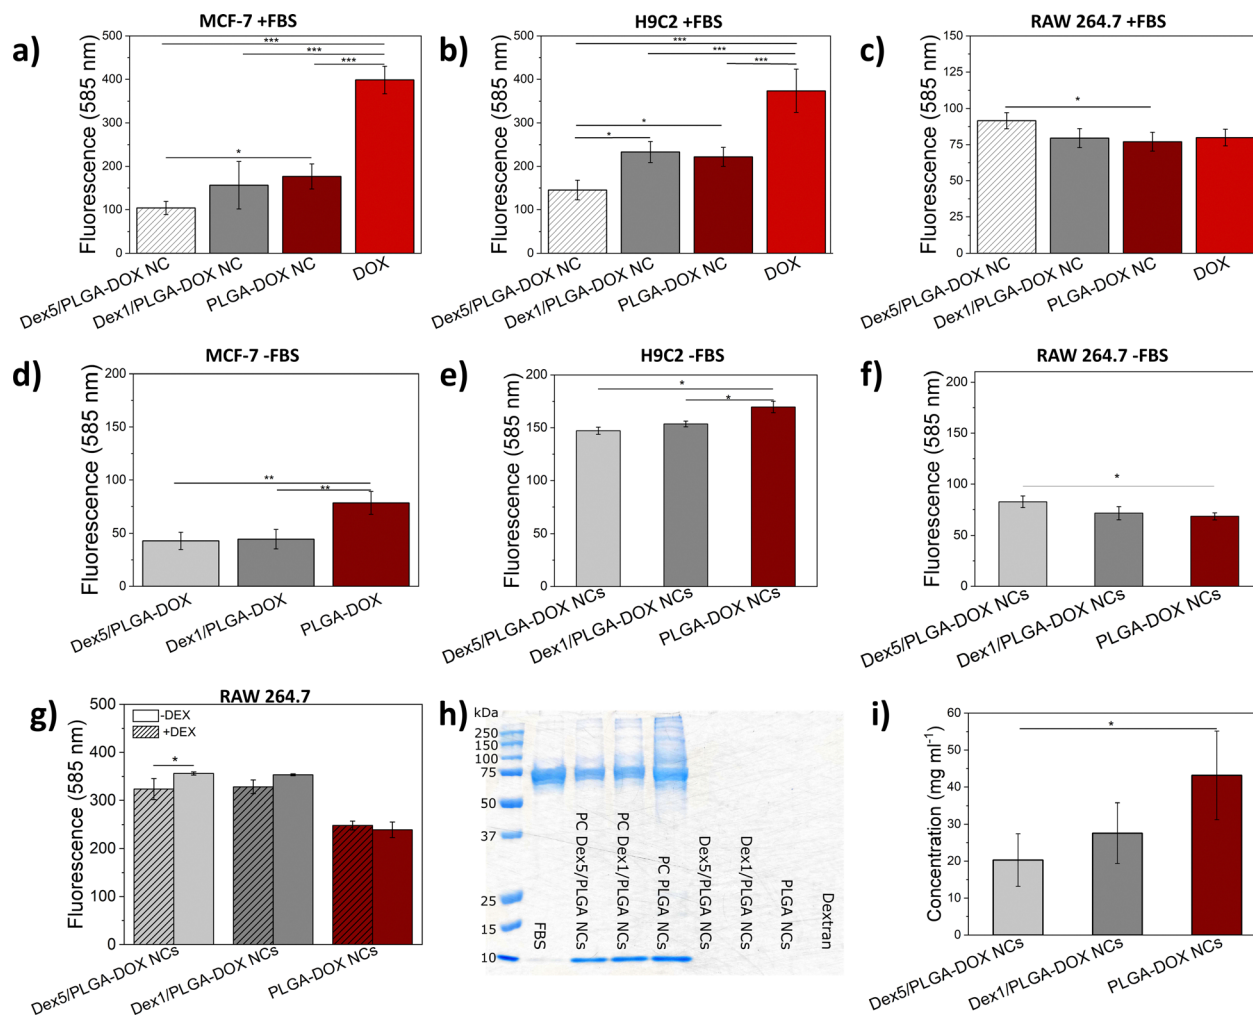 a)
MCF-7 +FBS
Fluorescence (585 nm)
500
400
300
200
100
0
***
***
***
*
Dex5/PLGA-DOX NC
Dex1/PLGA-DOX NC
PLGA-DOX NC
DOX
b)
H9C2 +FBS
Fluorescence (585 nm)
500
400
300
200
100
0
***
***
***
*
*
Dex5/PLGA-DOX NC
Dex1/PLGA-DOX NC
PLGA-DOX NC
DOX
c)
RAW 264.7 +FBS
Fluorescence (585 nm)
150
125
100
75
50
25
0
*
Dex5/PLGA-DOX NC
Dex1/PLGA-DOX NC
PLGA-DOX NC
DOX
d)
MCF-7 -FBS
Fluorescence (585 nm)
200
150
100
50
0
**
**
Dex5/PLGA-DOX
Dex1/PLGA-DOX
PLGA-DOX
e)
H9C2 -FBS
Fluorescence (585 nm)
200
150
100
50
0
*
*
Dex5/PLGA-DOX NCs
Dex1/PLGA-DOX NCs
PLGA-DOX NCs
f)
RAW 264.7 -FBS
Fluorescence (585 nm)
200
150
100
50
0
*
Dex5/PLGA-DOX NCs
Dex1/PLGA-DOX NCs
PLGA-DOX NCs
g)
RAW 264.7
Fluorescence (585 nm)
500
400
300
200
100
0
-DEX
+DEX
*
Dex5/PLGA-DOX NCs
Dex1/PLGA-DOX NCs
PLGA-DOX NCs
h)
kDa
250
150
100
75
50
37
25
15
10
FBS
PC Dex5/PLGA NCs
PC Dex1/PLGA NCs
PC PLGA NCs
Dex5/PLGA NCs
Dex1/PLGA NCs
PLGA NCs
Dextran
i)
Concentration (mg ml⁻¹)
60
50
40
30
20
10
0
*
Dex5/PLGA-DOX NCs
Dex1/PLGA-DOX NCs
PLGA-DOX NCs